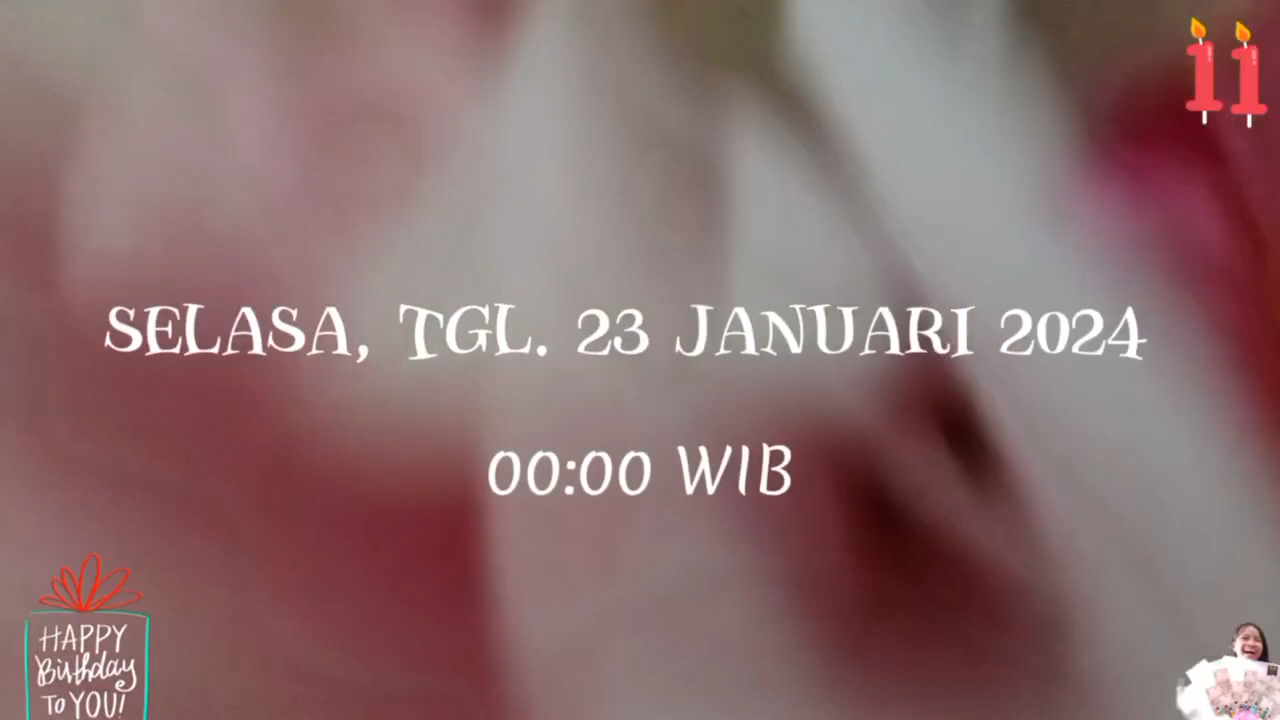 11
SELASA, TGL. 23 JANUARI 2024
00:00 WIB
HAPPY
Birthday
TO YOU!